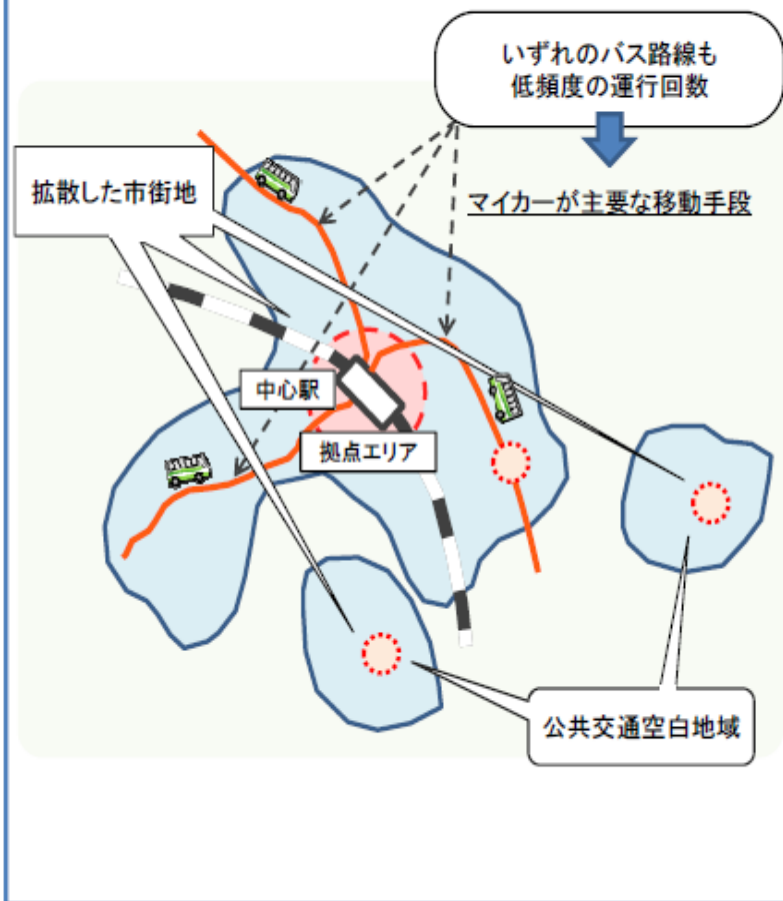 いずれのバス路線も
低頻度の運行回数
拡散した市街地
マイカーが主要な移動手段
中心駅
拠点エリア
公共交通空白地域